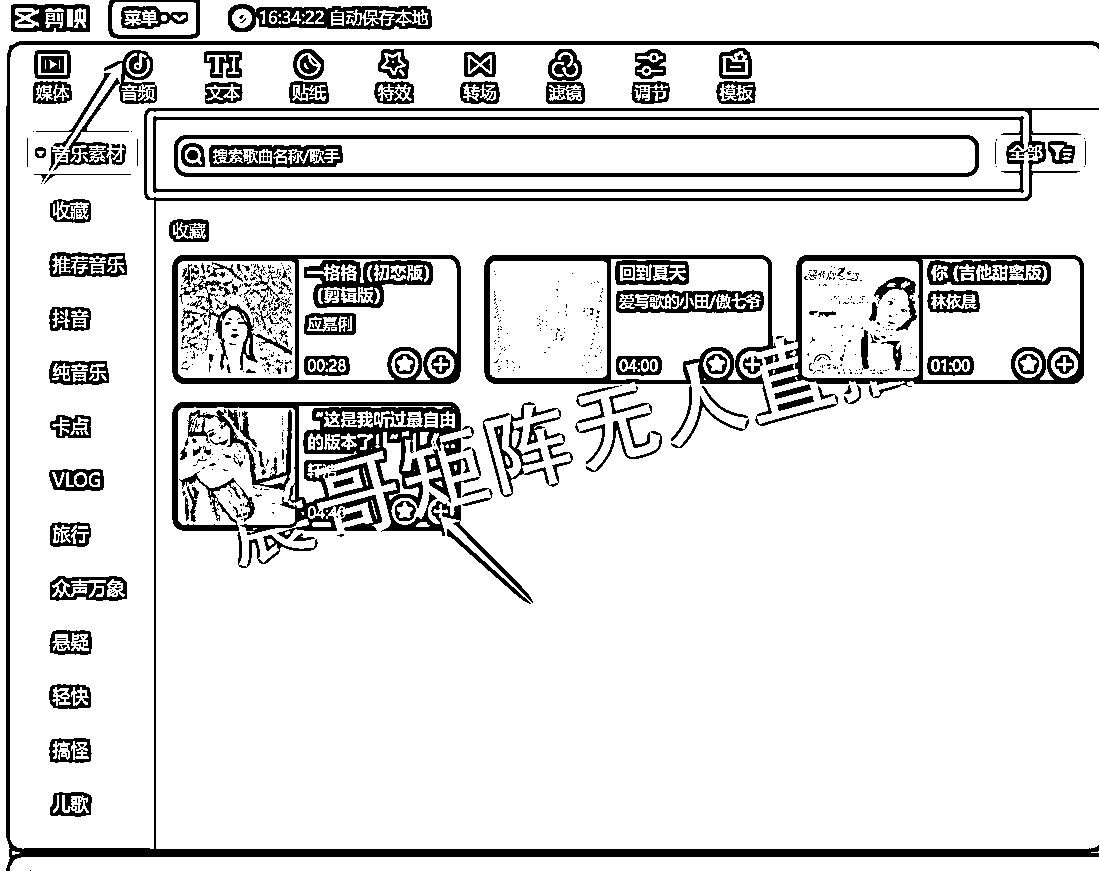 剪映 菜单 16:34:22 自动保存本地
媒体 音频 文本 贴纸 特效 转场 滤镜 调节 模板
音乐素材
搜索歌曲名称/歌手
全部
收藏
推荐音乐
抖音
纯音乐
卡点
VLOG
旅行
众声万象
悬疑
轻快
搞怪
儿歌
收藏
一格格 (初恋版)
(剪辑版)
应嘉俐
00:28
回到夏天
爱写歌的小田/傲七爷
04:00
你 (吉他甜蜜版)
林依晨
01:00
“这是我听过最自由
的版本了!
哥矩阵无人直